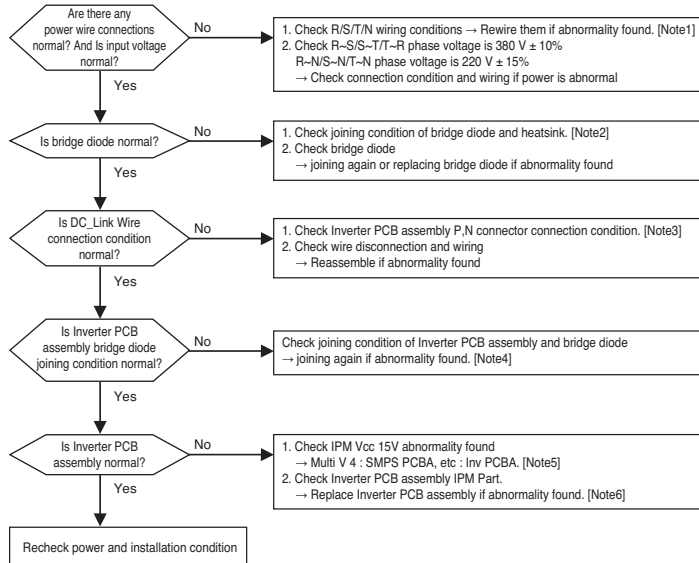 Are there any
power wire connections
normal? And Is input voltage
normal?
No
1. Check R/S/T/N wiring conditions → Rewire them if abnormality found. [Note1]
2. Check R~S/S~T/T~R phase voltage is 380 V ± 10%
R~N/S~N/T~N phase voltage is 220 V ± 15%
→ Check connection condition and wiring if power is abnormal
Yes
Is bridge diode normal?
No
1. Check joining condition of bridge diode and heatsink. [Note2]
2. Check bridge diode
→ joining again or replacing bridge diode if abnormality found
Yes
Is DC_Link Wire
connection condition
normal?
No
1. Check Inverter PCB assembly P,N connector connection condition. [Note3]
2. Check wire disconnection and wiring
→ Reassemble if abnormality found
Yes
Is Inverter PCB
assembly bridge diode
joining condition normal?
No
Check joining condition of Inverter PCB assembly and bridge diode
→ joining again if abnormality found. [Note4]
Yes
Is Inverter PCB
assembly normal?
No
1. Check IPM Vcc 15V abnormality found
→ Multi V 4 : SMPS PCBA, etc : Inv PCBA. [Note5]
2. Check Inverter PCB assembly IPM Part.
→ Replace Inverter PCB assembly if abnormality found. [Note6]
Yes
Recheck power and installation condition